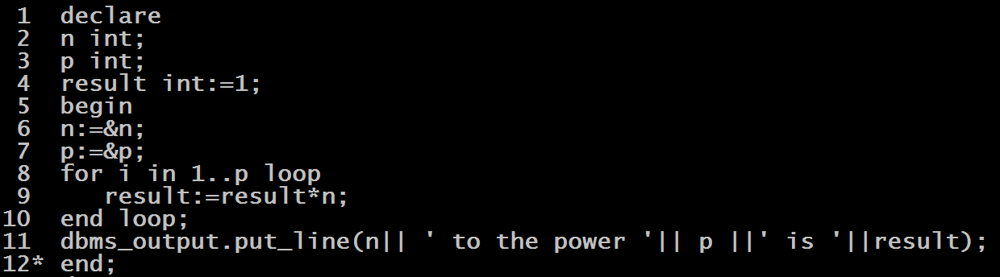 1 declare
2 n int;
3 p int;
4 result int:=1;
5 begin
6 n:=&n;
7 p:=&p;
8 for i in 1..p loop
9    result:=result*n;
10 end loop;
11 dbms_output.put_line(n|| ' to the power '|| p ||' is '||result);
12* end;